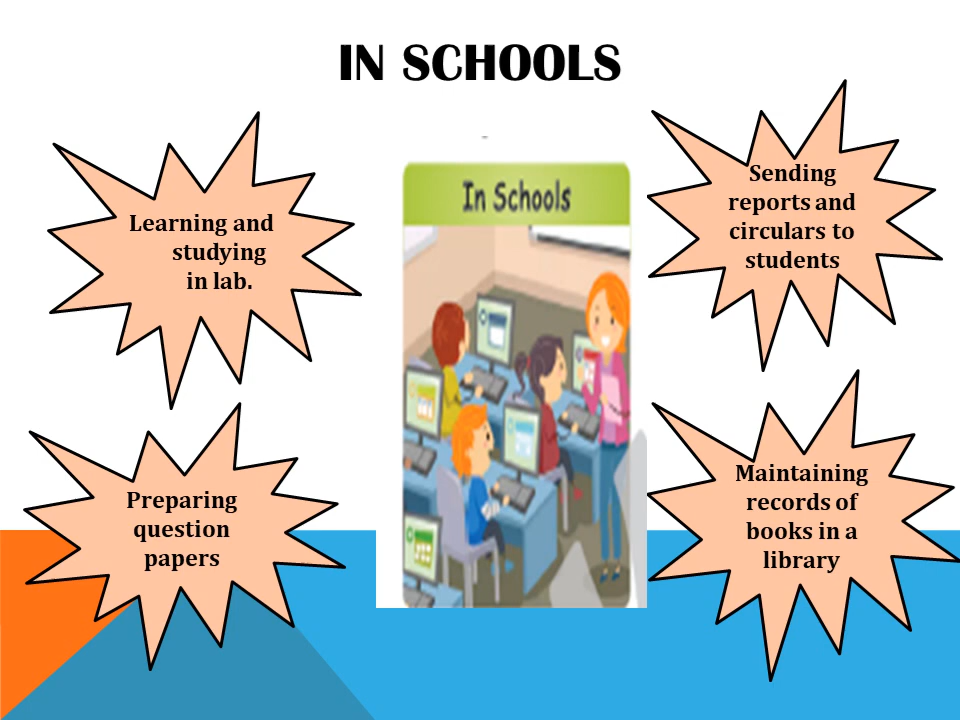 IN SCHOOLS
Learning and
studying
in lab.
In Schools
Sending
reports and
circulars to
students
Preparing
question
papers
Maintaining
records of
books in a
library